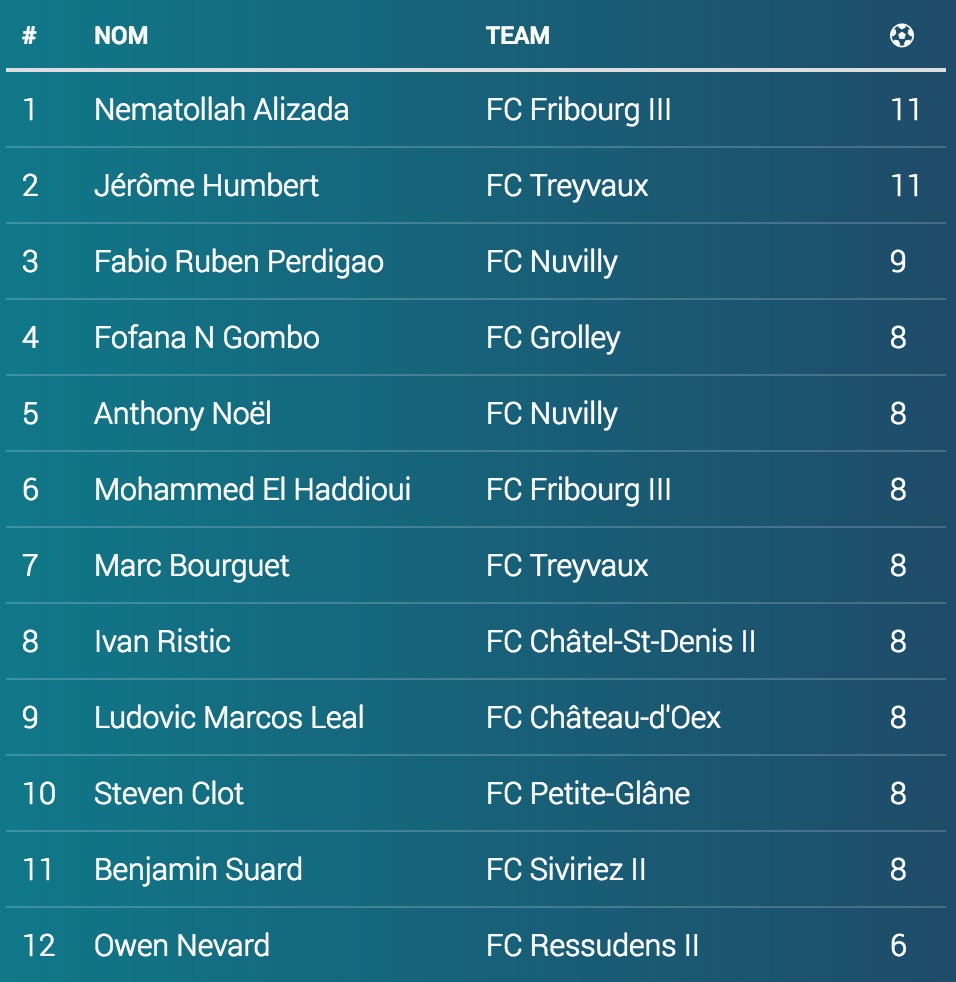 # NOM TEAM
1 Nematollah Alizada FC Fribourg III 11
2 Jérôme Humbert FC Treyvaux 11
3 Fabio Ruben Perdigao FC Nuvilly 9
4 Fofana N Gombo FC Grolley 8
5 Anthony Noël FC Nuvilly 8
6 Mohammed El Haddioui FC Fribourg III 8
7 Marc Bourguet FC Treyvaux 8
8 Ivan Ristic FC Châtel-St-Denis II 8
9 Ludovic Marcos Leal FC Château-d'Oex 8
10 Steven Clot FC Petite-Glâne 8
11 Benjamin Suard FC Siviriez II 8
12 Owen Nevard FC Ressudens II 6